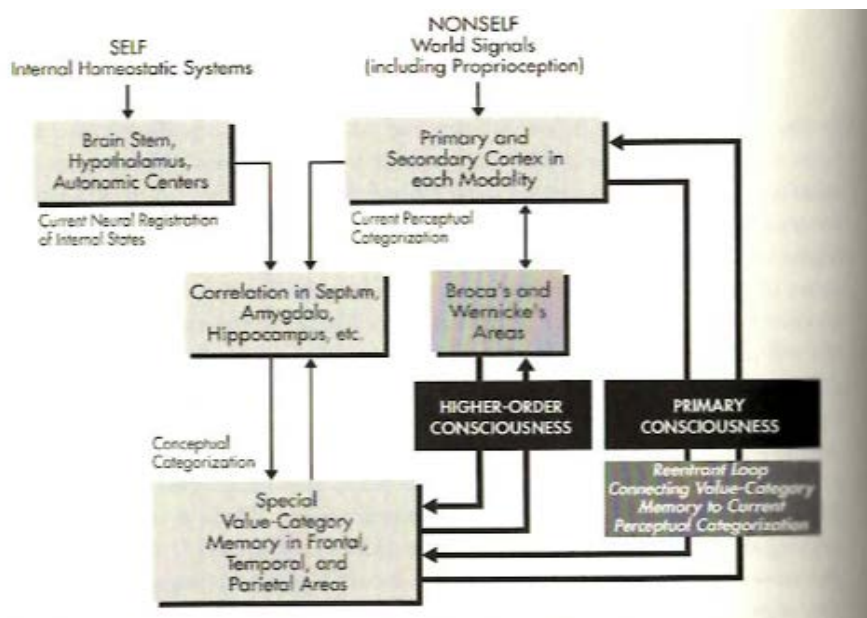 SELF
Internal Homeostatic Systems
NONSELF
World Signals
(including Proprioception)
Brain Stem,
Hypothalamus,
Autonomic Centers
Primary and
Secondary Cortex in
each Modality
Current Neural Registration
of Internal States
Current Perceptual
Categorization
Correlation in Septum,
Amygdala,
Hippocampus, etc.
Broca's and
Wernicke's
Areas
HIGHER-ORDER
CONSCIOUSNESS
PRIMARY
CONSCIOUSNESS
Conceptual
Categorization
Reentrant Loop
Connecting Value-Category
Memory to Current
Perceptual Categorization
Special
Value-Category
Memory in Frontal,
Temporal, and
Parietal Areas